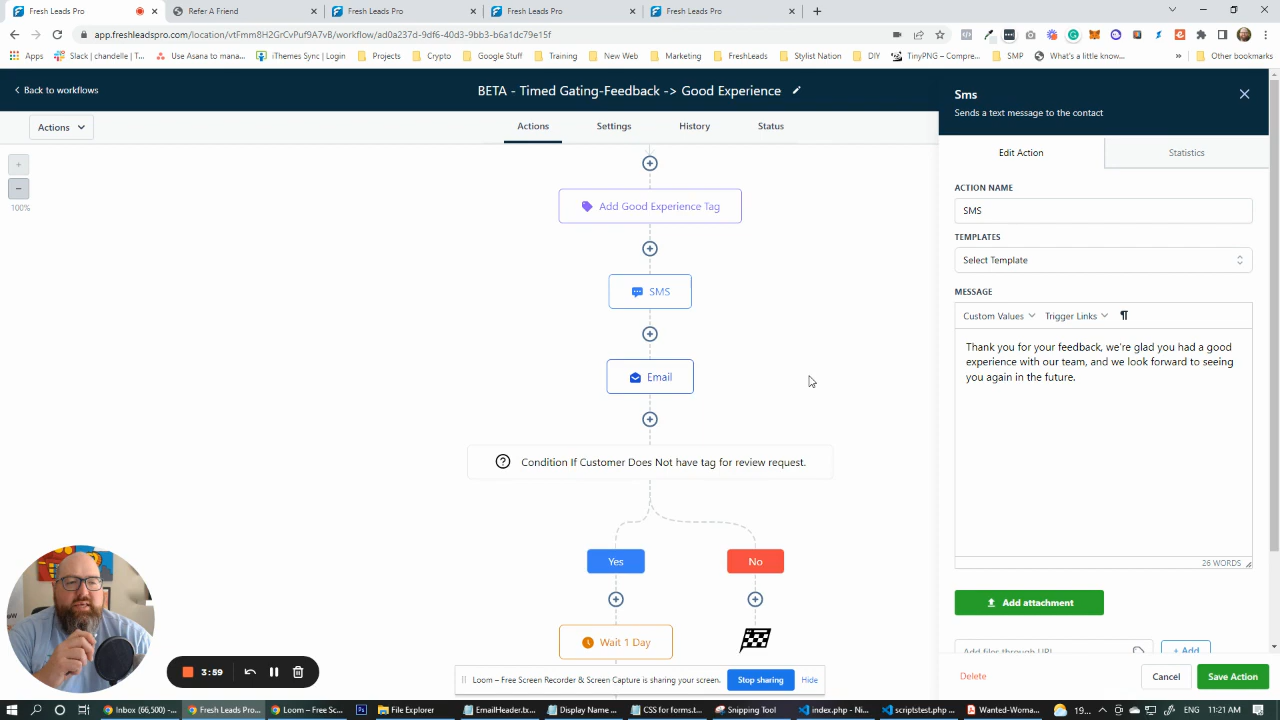 Fresh Leads Pro
Refer A Friend
Fresh Leads Pro
Fresh Leads Pro
Fresh Leads Pro
app.freshleadspro.com/location/vtFmm8H2GrCvPuf9A7vB/workflow/ad0a237d-9df6-40d3-9bb3-b6a1dc79e15f
Apps
Slack | chandelle | T...
Use Asana to mana...
iThemes Sync | Login
Projects
Crypto
Google Stuff
Training
New Web
Marketing
FreshLeads
Stylist Nation
DIY
TinyPNG – Compre...
SMP
What's a little know...
»
Other bookmarks
Back to workflows
BETA - Timed Gating-Feedback -> Good Experience
Actions
Actions
Settings
History
Status
100%
Add Good Experience Tag
SMS
Email
Condition If Customer Does Not have tag for review request.
Yes
No
Wait 1 Day
Sms
Sends a text message to the contact
Edit Action
Statistics
ACTION NAME
SMS
TEMPLATES
Select Template
MESSAGE
Custom Values
Trigger Links
Thank you for your feedback, we're glad you had a good
experience with our team, and we look forward to seeing
you again in the future.
26 WORDS
Add attachment
Add files through URL
+ Add
Delete
Cancel
Save Action
3:59
Loom – Free Screen Recorder & Screen Capture is sharing your screen.
Stop sharing
Hide
Inbox (66,500) - ...
Fresh Leads Pro - ...
Loom – Free Scre...
File Explorer
EmailHeader.tx...
Display Name ...
CSS for forms.t...
Snipping Tool
index.php - Ni...
scriptstest.php ...
Wanted-Woma...
19...
11:21 AM